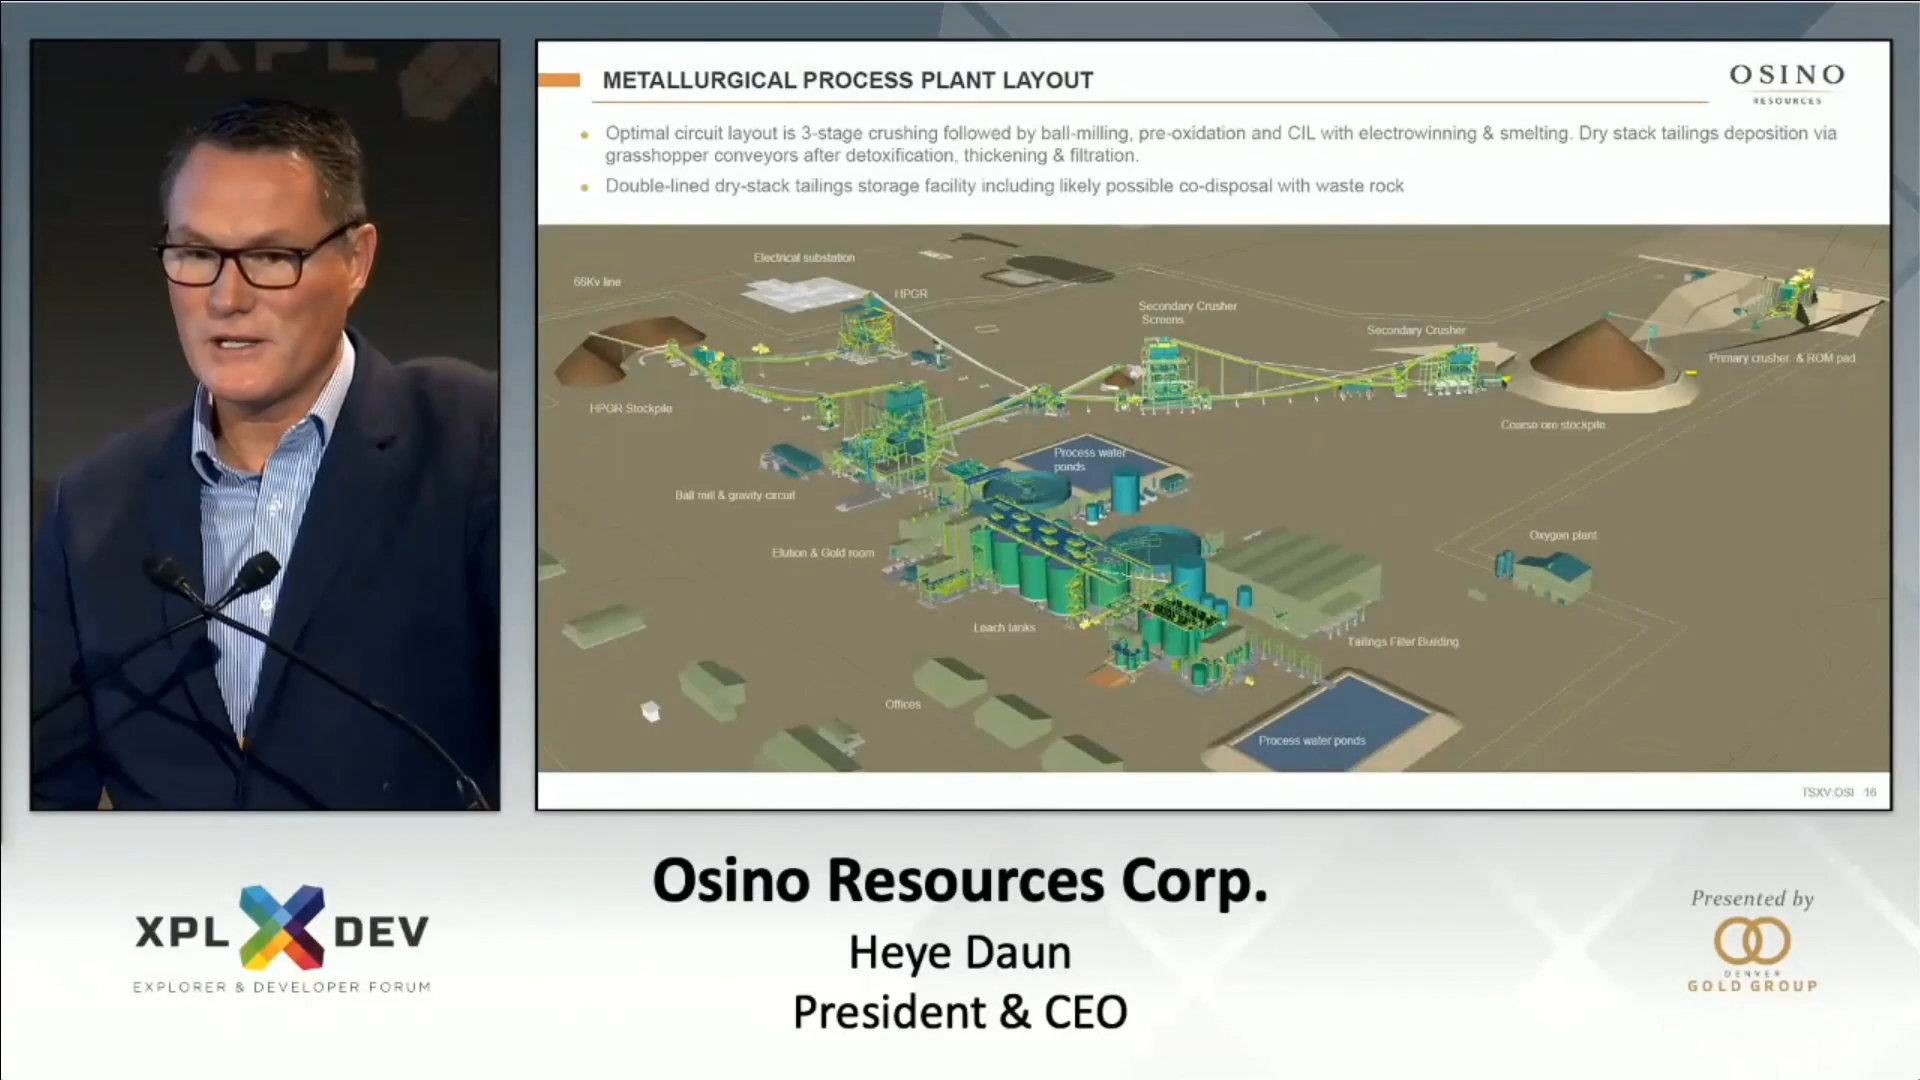 XPL
METALLURGICAL PROCESS PLANT LAYOUT
OSINO
RESOURCES
Optimal circuit layout is 3-stage crushing followed by ball-milling, pre-oxidation and CIL with electrowinning & smelting. Dry stack tailings deposition via
grasshopper conveyors after detoxification, thickening & filtration.
Double-lined dry-stack tailings storage facility including likely possible co-disposal with waste rock
Electrical substation
66Kv line
HPGR
Secondary Crusher
Screens
Secondary Crusher
Primary crusher & ROM pad
HPGR Stockpile
Coarse ore stockpile
Process water
ponds
Ball mill & gravity circuit
Oxygen plant
Elution & Gold room
Leach tanks
Tailings Filter Building
Offices
Process water ponds
TSXV:OSI 16
Osino Resources Corp.
Heye Daun
President & CEO
XPL DEV
EXPLORER & DEVELOPER FORUM
Presented by
DENVER
GOLD GROUP